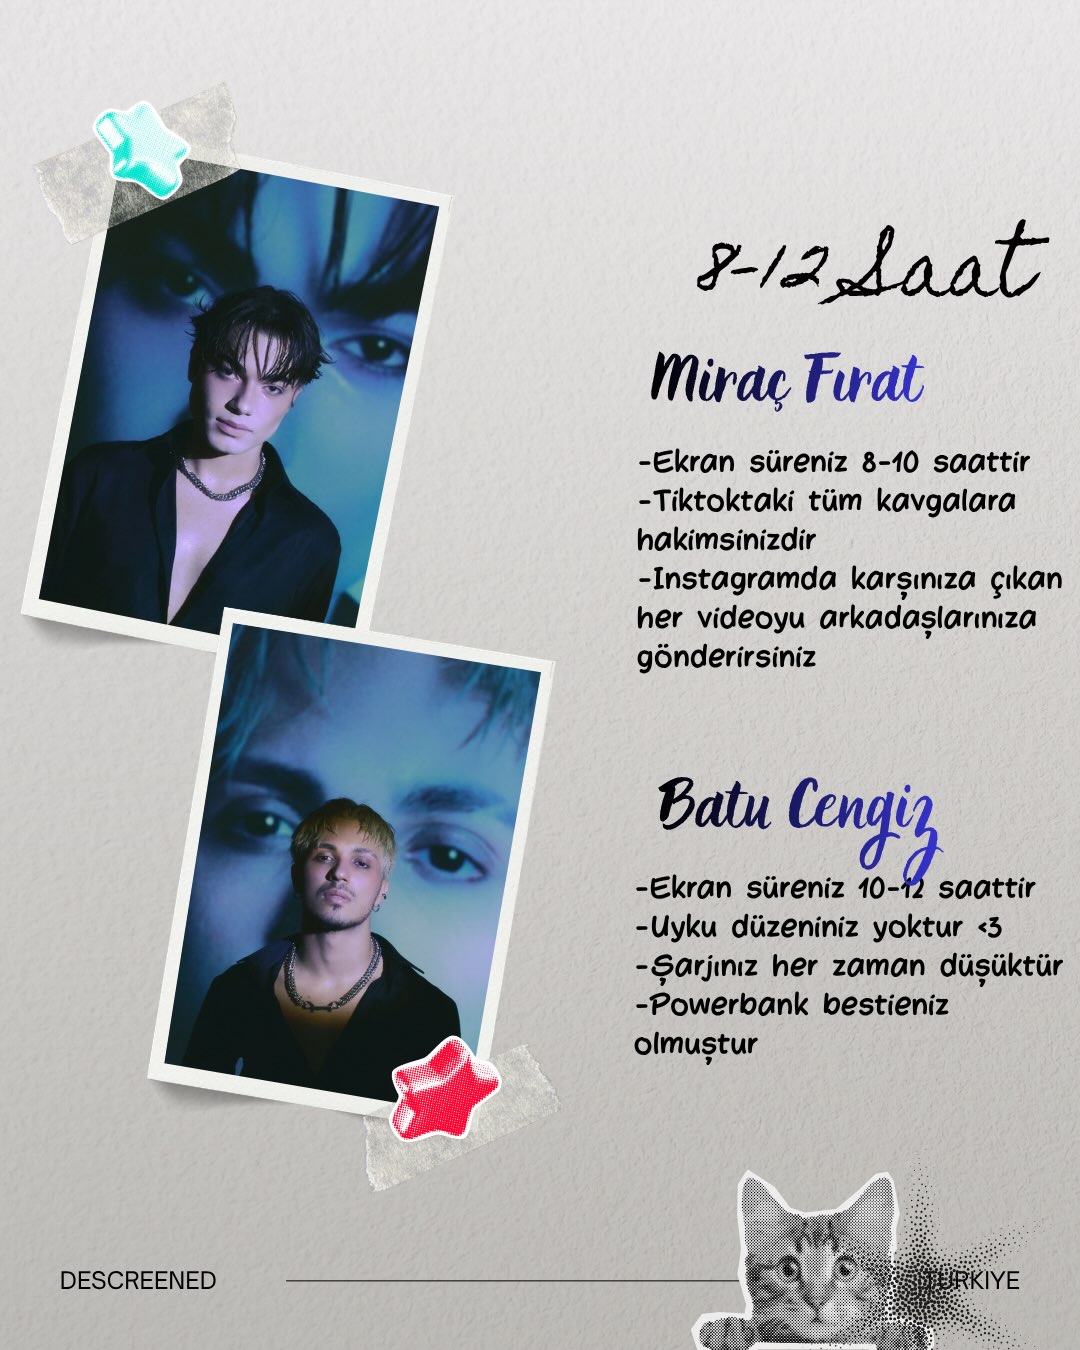 8-12 Saat
Miraç Fırat
-Ekran süreniz 8-10 saattir
-Tiktoktaki tüm kavgalara
hakimsinizdir
-Instagramda karşınıza çıkan
her videoyu arkadaşlarınıza
gönderirsiniz
Batu Cengiz
-Ekran süreniz 10-12 saattir
-Uyku düzeniniz yoktur <3
-Şarjınız her zaman düşüktür
-Powerbank bestieniz
olmuştur
DESCREENED
TURKIYE